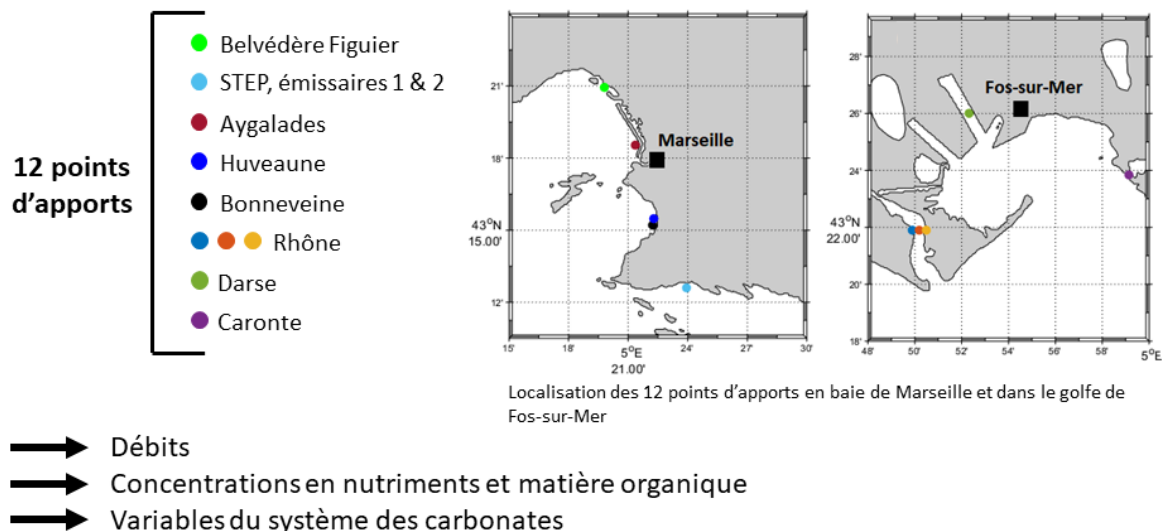 12 points
d’apports
Belvédère Figuier
STEP, émissaires 1 & 2
Aygalades
Huveaune
Bonneveine
Rhône
Darse
Caronte
21'
18'
43°N
15.00'
12'
15'
18'
5°E
21.00'
24'
27'
30'
Marseille
28'
26'
24'
43°N
22.00'
20'
18'
48'
50'
52'
54'
56'
58'
5°E
Fos-sur-Mer
Localisation des 12 points d’apports en baie de Marseille et dans le golfe de
Fos-sur-Mer
Débits
Concentrations en nutriments et matière organique
Variables du système des carbonates